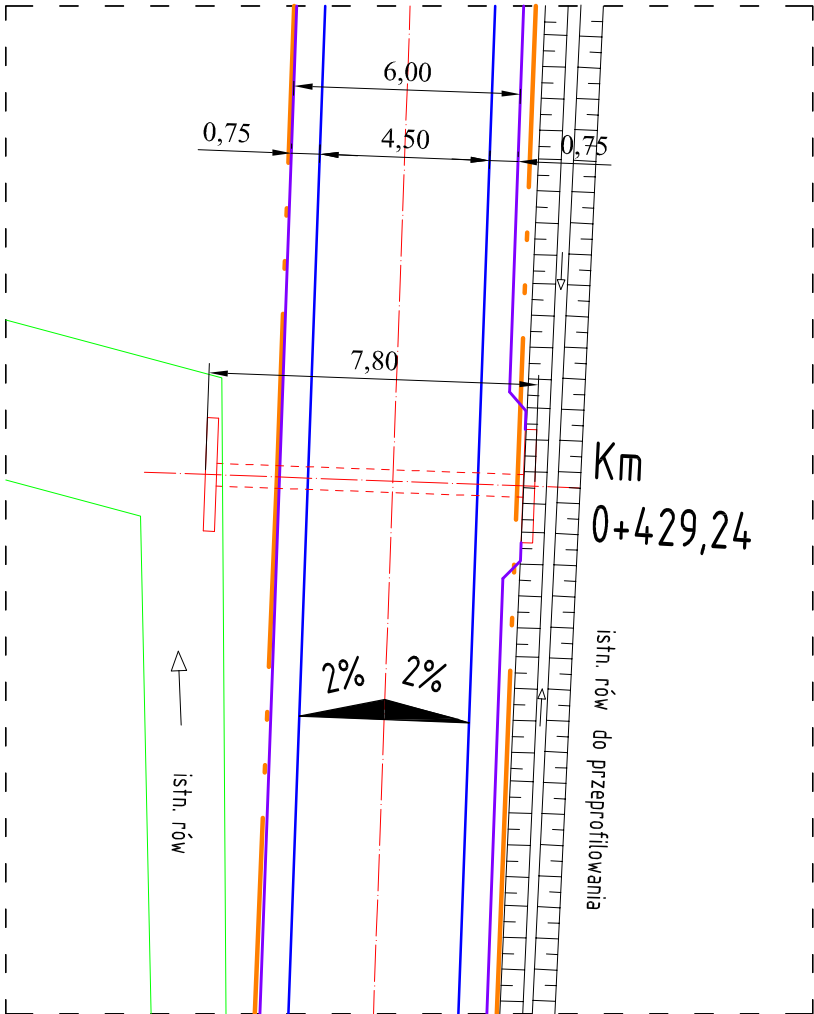 6,00
0,75
4,50
0,75
7,80
Km
0+429,24
2%
2%
istn. rów do przeprofilowania
istn. rów